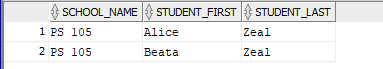 SCHOOL_NAME STUDENT_FIRST STUDENT_LAST
1 PS 105 Alice Zeal
2 PS 105 Beata Zeal